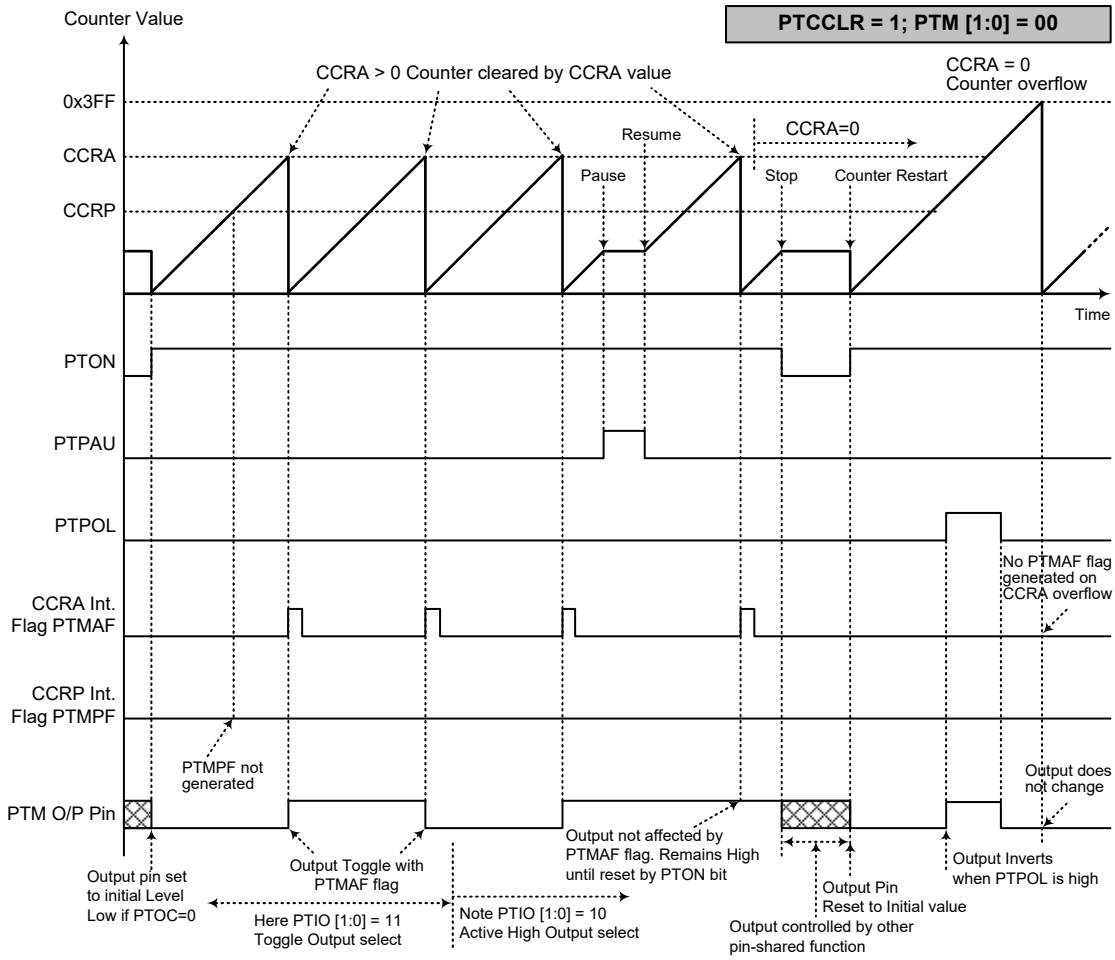 Counter Value
PTCCLR = 1; PTM [1:0] = 00
CCRA > 0 Counter cleared by CCRA value
CCRA = 0
Counter overflow
0x3FF
CCRA
CCRP
Resume
CCRA=0
Pause
Stop
Counter Restart
Time
PTON
PTPAU
PTPOL
No PTMAF flag
generated on
CCRA overflow
CCRA Int.
Flag PTMAF
CCRP Int.
Flag PTMPF
PTMPF not
generated
Output does
not change
PTM O/P Pin
Output pin set
to initial Level
Low if PTOC=0
Output Toggle with
PTMAF flag
Here PTIO [1:0] = 11
Toggle Output select
Note PTIO [1:0] = 10
Active High Output select
Output not affected by
PTMAF flag. Remains High
until reset by PTON bit
Output Pin
Reset to Initial value
Output controlled by other
pin-shared function
Output Inverts
when PTPOL is high